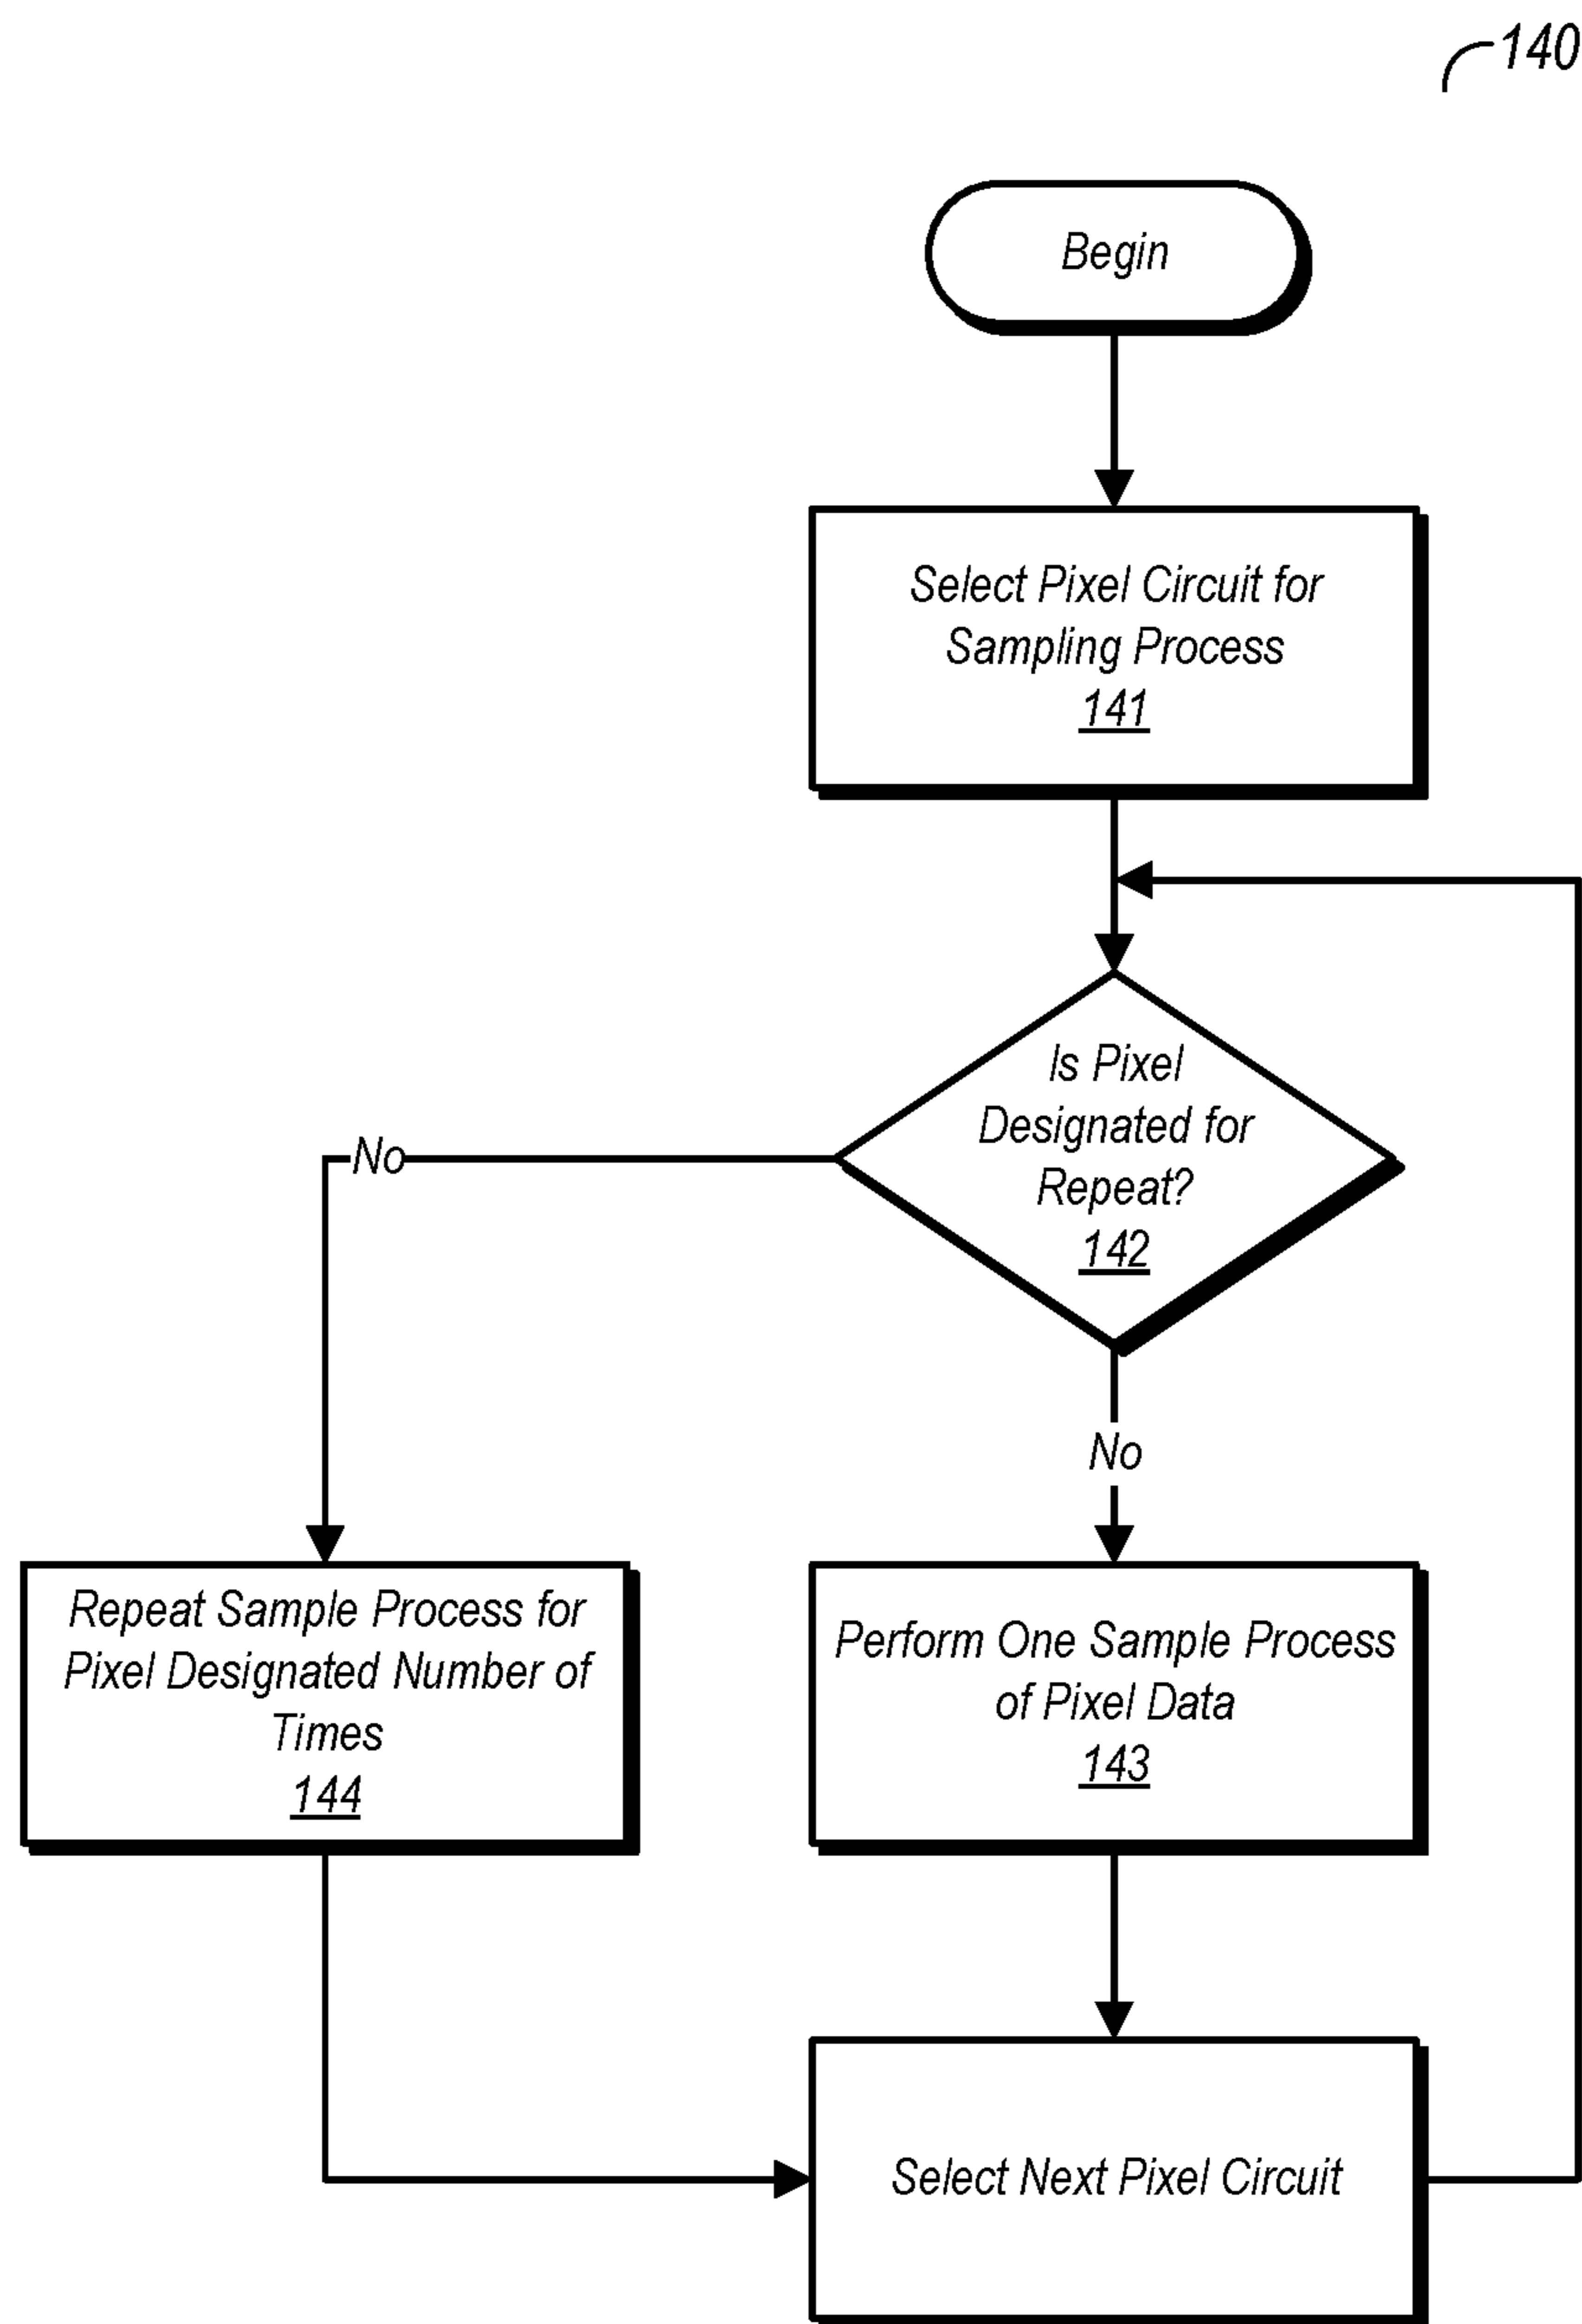 140
Begin
Select Pixel Circuit for
Sampling Process
141
Is Pixel
Designated for
Repeat?
142
No
No
Repeat Sample Process for
Pixel Designated Number of
Times
144
Perform One Sample Process
of Pixel Data
143
Select Next Pixel Circuit